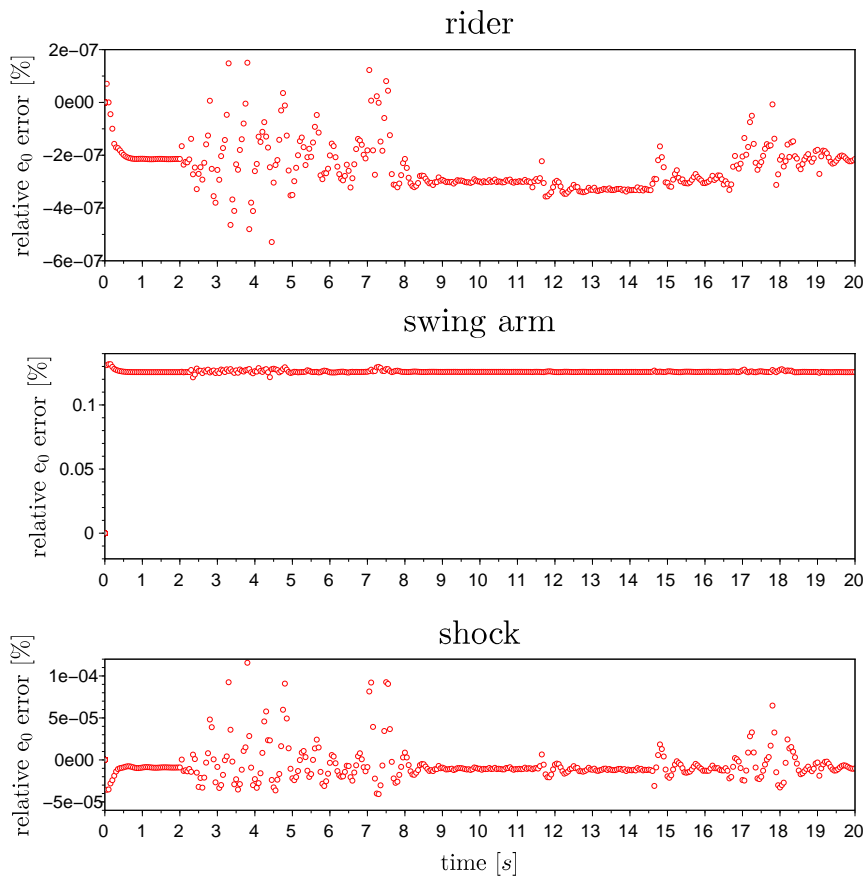 rider
relative e₀ error [%]
2e−07
0e00
−2e−07
−4e−07
−6e−07
0 1 2 3 4 5 6 7 8 9 10 11 12 13 14 15 16 17 18 19 20
swing arm
relative e₀ error [%]
0.1
0.05
0
0 1 2 3 4 5 6 7 8 9 10 11 12 13 14 15 16 17 18 19 20
shock
relative e₀ error [%]
1e−04
5e−05
0e00
−5e−05
0 1 2 3 4 5 6 7 8 9 10 11 12 13 14 15 16 17 18 19 20
time [s]